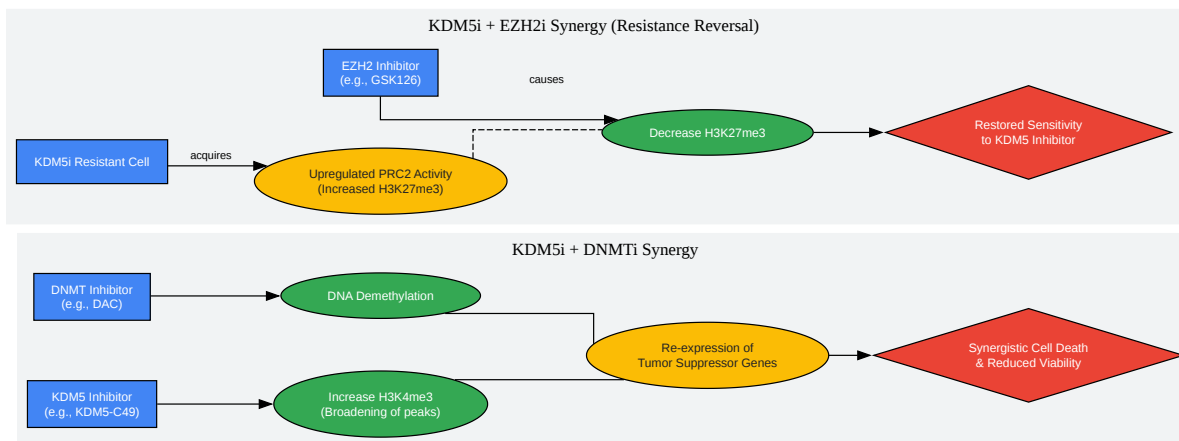 KDM5i + EZH2i Synergy (Resistance Reversal)
EZH2 Inhibitor
(e.g., GSK126)
causes
Decrease H3K27me3
Restored Sensitivity
to KDM5 Inhibitor
KDM5i Resistant Cell
acquires
Upregulated PRC2 Activity
(Increased H3K27me3)
KDM5i + DNMTi Synergy
DNMT Inhibitor
(e.g., DAC)
DNA Demethylation
Re-expression of
Tumor Suppressor Genes
Synergistic Cell Death
& Reduced Viability
KDM5 Inhibitor
(e.g., KDM5-C49)
Increase H3K4me3
(Broadening of peaks)